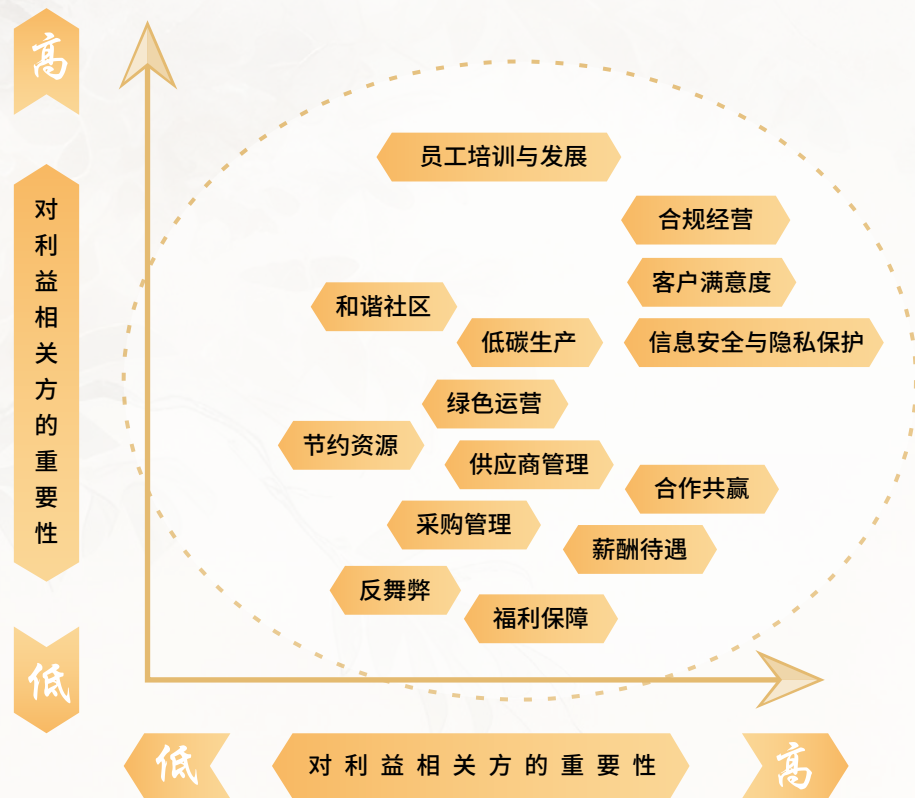 高
对利益相关方的重要性
低
员工培训与发展
合规经营
客户满意度
和谐社区
低碳生产
信息安全与隐私保护
绿色运营
节约资源
供应商管理
合作共赢
采购管理
薪酬待遇
反舞弊
福利保障
低
对利益相关方的重要性
高